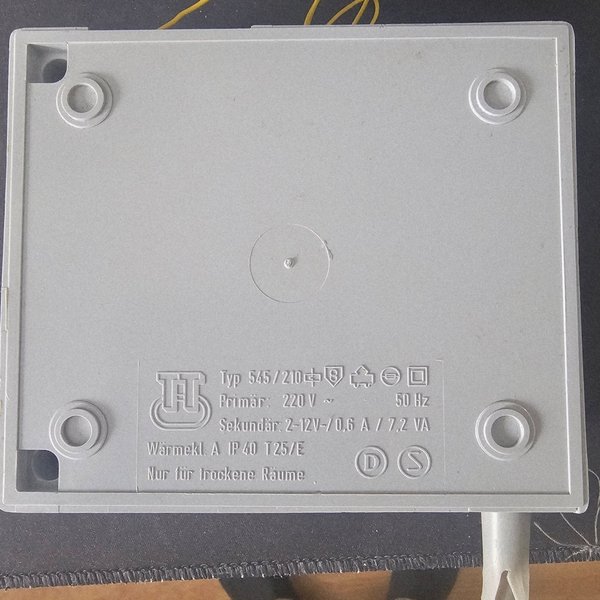 TT
Typ 545/210 S
Primär: 220 V ~ 50 Hz
Sekundär: 2-12V-/0,6 A / 7,2 VA
Wärmekl. A IP 40 T25/E
Nur für trockene Räume
D S